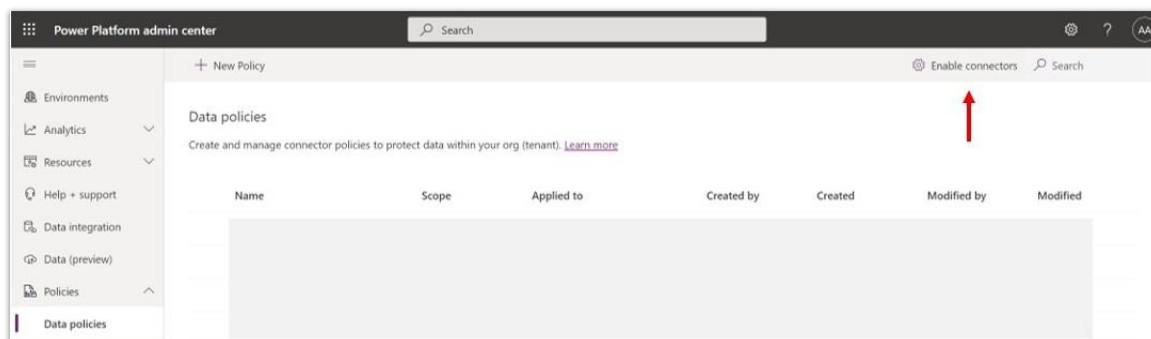 Power Platform admin center
Search
?
AA
+ New Policy
Enable connectors
Search
Environments
Analytics
Resources
Help + support
Data integration
Data (preview)
Policies
Data policies
Data policies
Create and manage connector policies to protect data within your org (tenant). Learn more
Name Scope Applied to Created by Created Modified by Modified